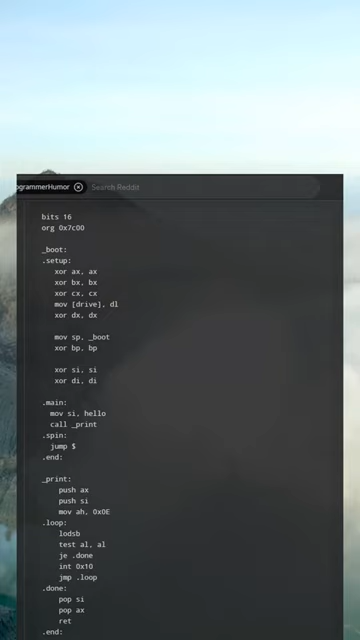 ogrammerHumor
Search Reddit
bits 16
org 0x7c00
_boot:
.setup:
xor ax, ax
xor bx, bx
xor cx, cx
mov [drive], dl
xor dx, dx
mov sp, _boot
xor bp, bp
xor si, si
xor di, di
.main:
mov si, hello
call _print
.spin:
jump $
.end:
_print:
push ax
push si
mov ah, 0x0E
.loop:
lodsb
test al, al
je .done
int 0x10
jmp .loop
.done:
pop si
pop ax
ret
.end: